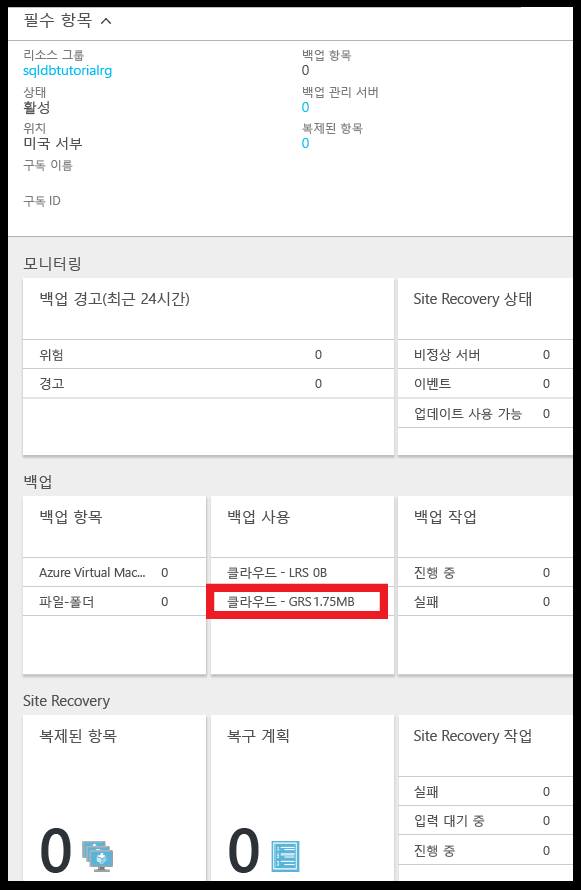 필수 항목
리소스 그룹
sqldbtutorialrg
상태
활성
위치
미국 서부
구독 이름
구독 ID
백업 항목
0
백업 관리 서버
0
복제된 항목
0
모니터링
백업 경고(최근 24시간)
위험 0
경고 0
Site Recovery 상태
비정상 서버 0
이벤트 0
업데이트 사용 가능 0
백업
백업 항목
Azure Virtual Mac... 0
파일-폴더 0
백업 사용
클라우드 - LRS 0B
클라우드 - GRS 1.75MB
백업 작업
진행 중 0
실패 0
Site Recovery
복제된 항목
0
복구 계획
0
Site Recovery 작업
실패 0
입력 대기 중 0
진행 중 0